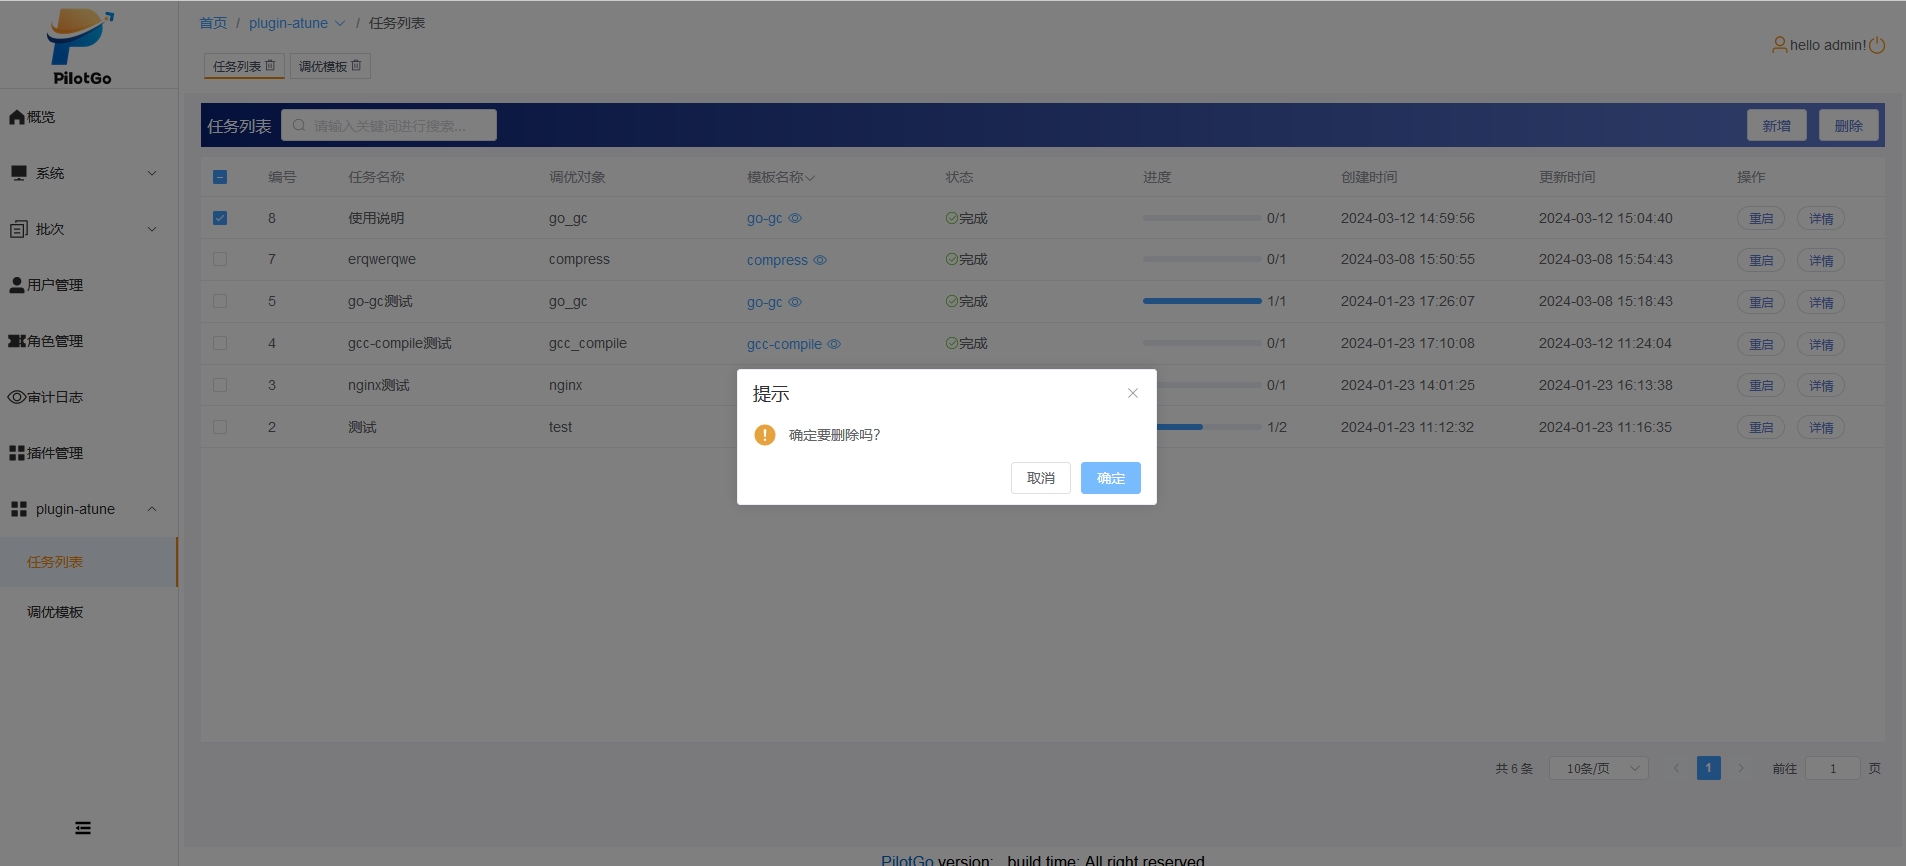 首页 / plugin-atune / 任务列表
PilotGo
hello admin!
任务列表 调优模板
概览
系统
批次
用户管理
角色管理
审计日志
插件管理
plugin-atune
任务列表
调优模板
任务列表 请输入关键词进行搜索... 新增 删除
编号 任务名称 调优对象 模板名称 状态 进度 创建时间 更新时间 操作
8 使用说明 go_gc go-gc 完成 0/1 2024-03-12 14:59:56 2024-03-12 15:04:40 重启 详情
7 erqwerqwe compress compress 完成 0/1 2024-03-08 15:50:55 2024-03-08 15:54:43 重启 详情
5 go-gc测试 go_gc go-gc 完成 1/1 2024-01-23 17:26:07 2024-03-08 15:18:43 重启 详情
4 gcc-compile测试 gcc_compile gcc-compile 完成 0/1 2024-01-23 17:10:08 2024-03-12 11:24:04 重启 详情
3 nginx测试 nginx 0/1 2024-01-23 14:01:25 2024-01-23 16:13:38 重启 详情
2 测试 test 1/2 2024-01-23 11:12:32 2024-01-23 11:16:35 重启 详情
提示
确定要删除吗?
取消 确定
共 6 条 10条/页 1 前往 1 页
PilotGo version: build time: All right reserved